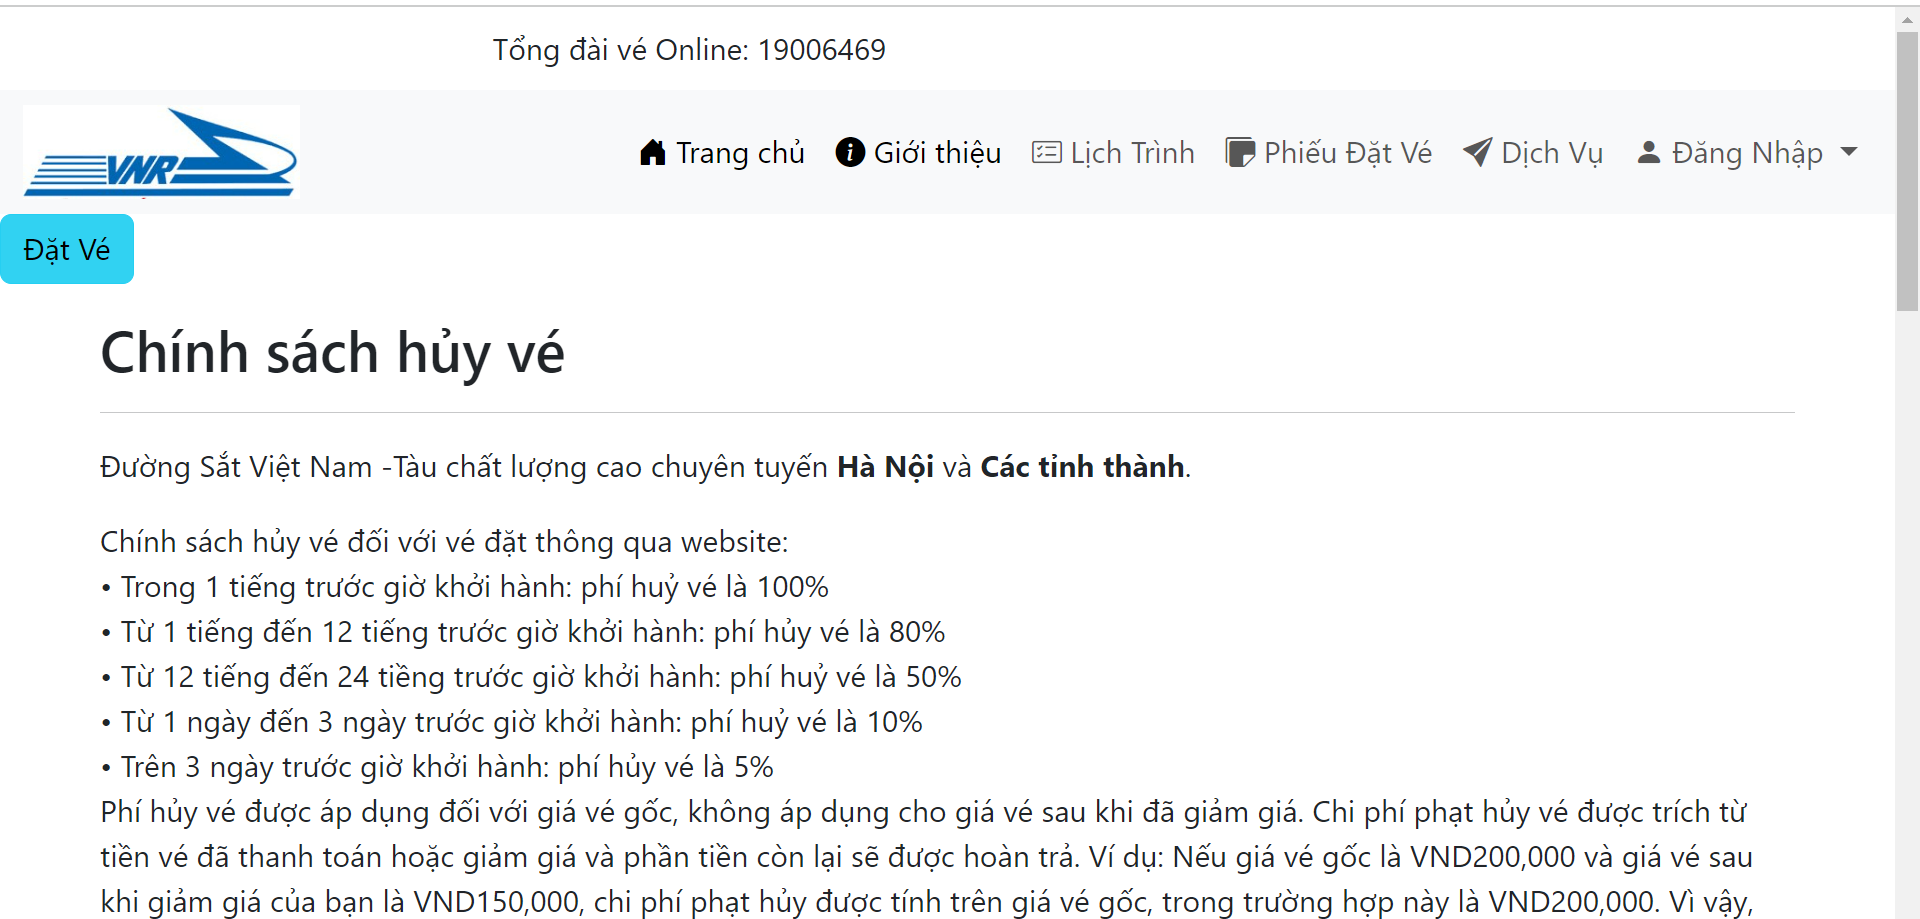 Tổng đài vé Online: 19006469
VNR
Trang chủ Giới thiệu Lịch Trình Phiếu Đặt Vé Dịch Vụ Đăng Nhập
Đặt Vé
Chính sách hủy vé
Đường Sắt Việt Nam -Tàu chất lượng cao chuyên tuyến Hà Nội và Các tỉnh thành.
Chính sách hủy vé đối với vé đặt thông qua website:
• Trong 1 tiếng trước giờ khởi hành: phí huỷ vé là 100%
• Từ 1 tiếng đến 12 tiếng trước giờ khởi hành: phí hủy vé là 80%
• Từ 12 tiếng đến 24 tiềng trước giờ khởi hành: phí huỷ vé là 50%
• Từ 1 ngày đến 3 ngày trước giờ khởi hành: phí huỷ vé là 10%
• Trên 3 ngày trước giờ khởi hành: phí hủy vé là 5%
Phí hủy vé được áp dụng đối với giá vé gốc, không áp dụng cho giá vé sau khi đã giảm giá. Chi phí phạt hủy vé được trích từ
tiền vé đã thanh toán hoặc giảm giá và phần tiền còn lại sẽ được hoàn trả. Ví dụ: Nếu giá vé gốc là VND200,000 và giá vé sau
khi giảm giá của bạn là VND150,000, chi phí phạt hủy được tính trên giá vé gốc, trong trường hợp này là VND200,000. Vì vậy,